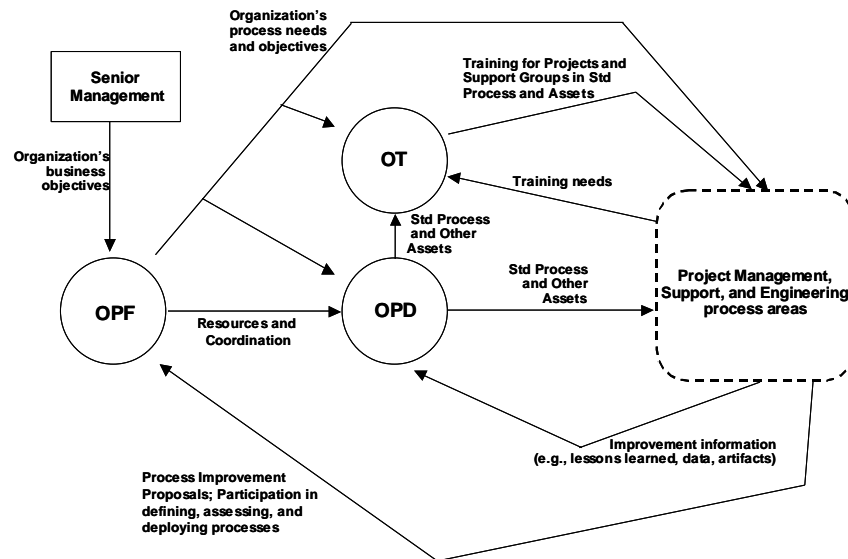 Organization's
process needs
and objectives
Senior
Management
Training for Projects and
Support Groups in Std
Process and Assets
Organization's
business
objectives
OT
Training needs
Std Process
and Other
Assets
Std Process
and Other
Assets
Project Management,
Support, and Engineering
process areas
OPF
OPD
Resources and
Coordination
Improvement information
(e.g., lessons learned, data, artifacts)
Process Improvement
Proposals; Participation in
defining, assessing, and
deploying processes